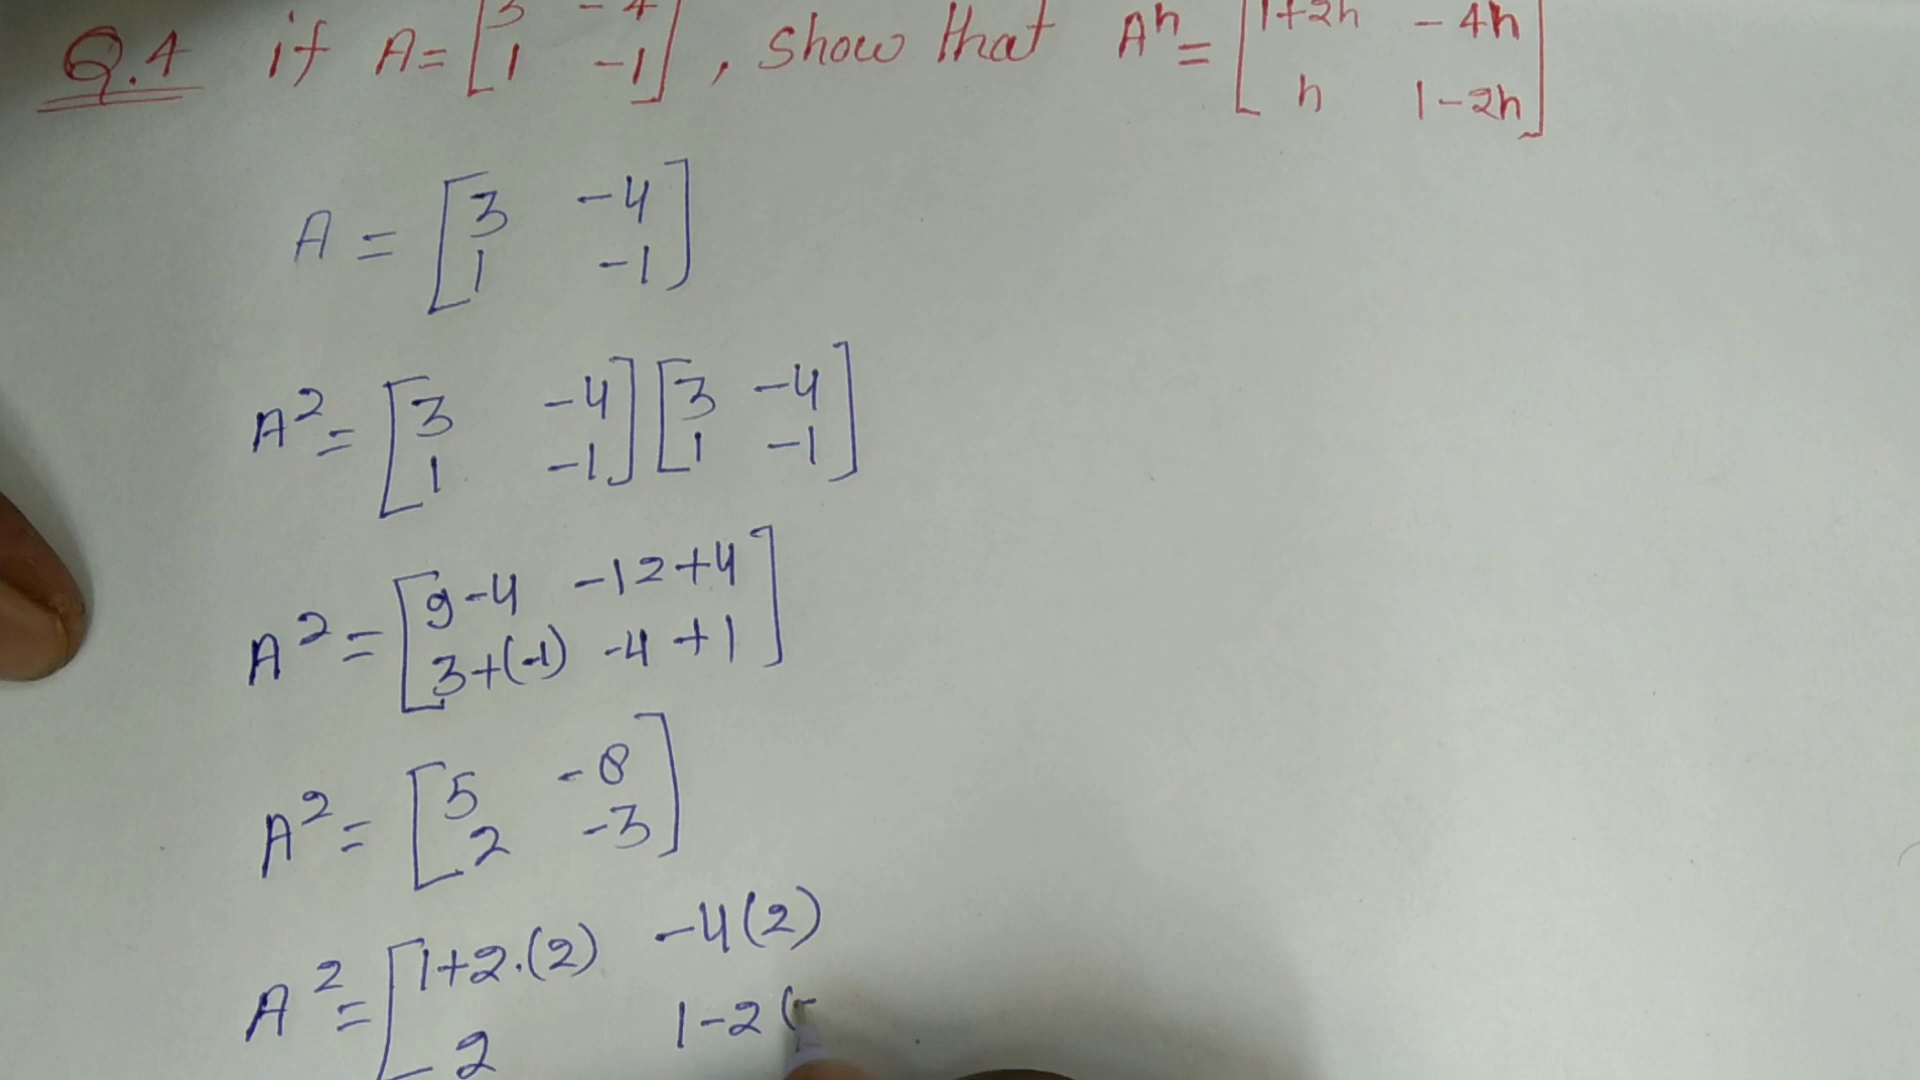 Q.4 if A = [3 -4
1 -1], show that Aⁿ = [1+2n -4n
n 1-2n]
A = [3 -4
1 -1]
A² = [3 -4
1 -1] [3 -4
1 -1]
A² = [9-4 -12+4
3+(-1) -4+1]
A² = [5 -8
2 -3]
A² = [1+2.(2) -4(2)
2 1-2(